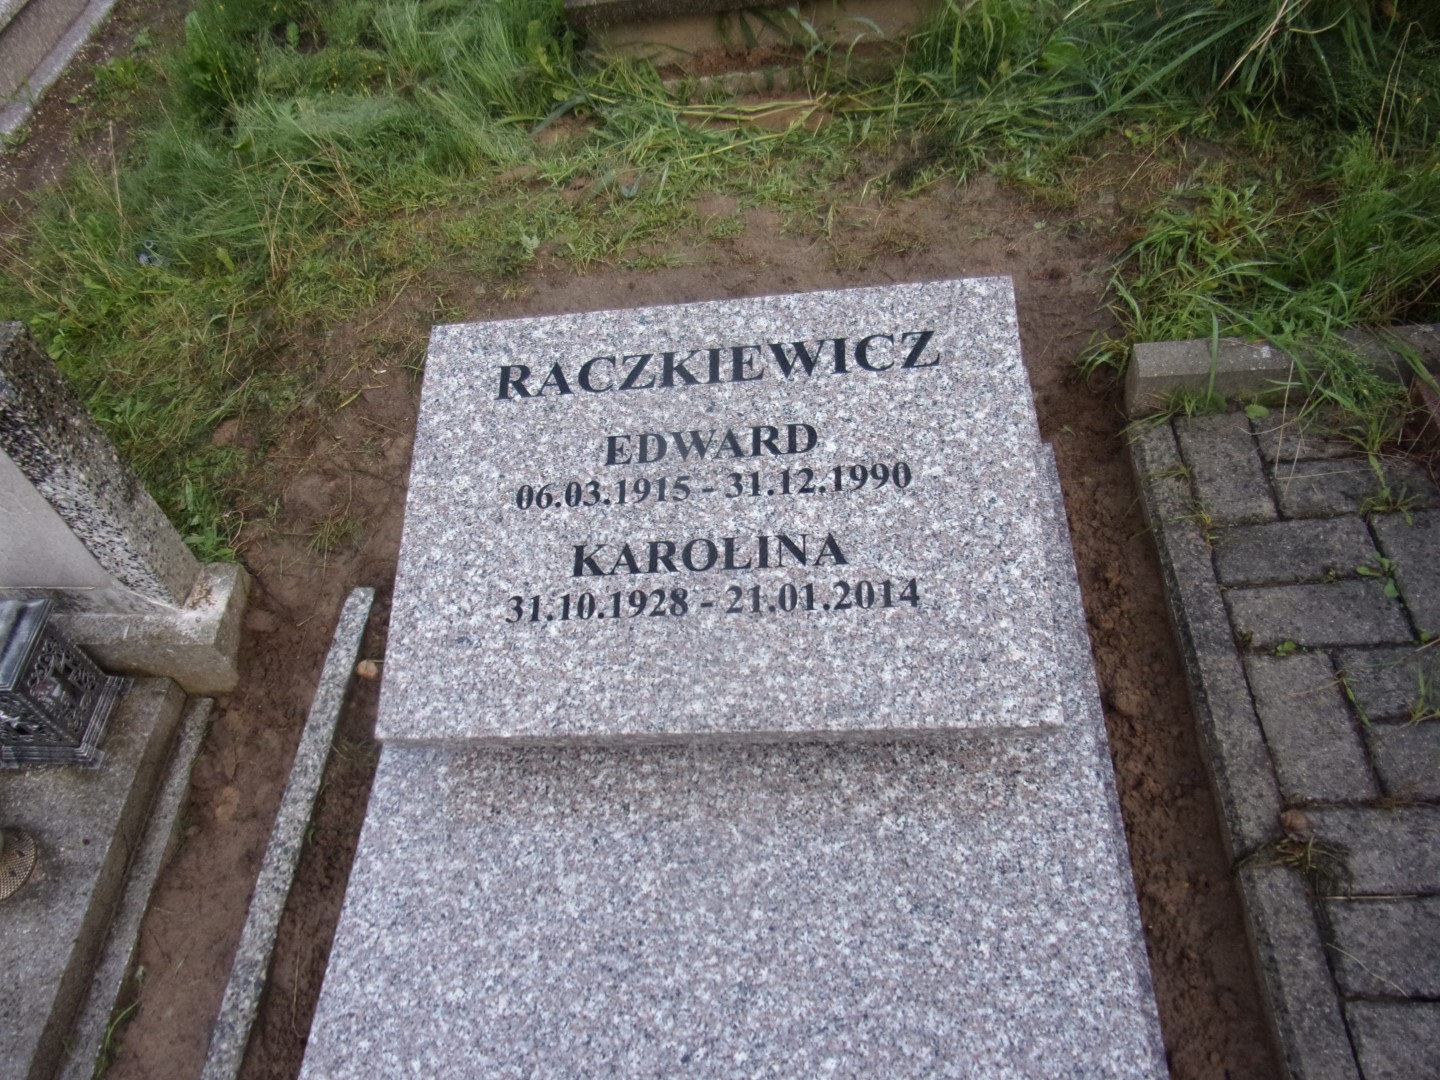 RACZKIEWICZ
EDWARD
06.03.1915 - 31.12.1990
KAROLINA
31.10.1928 - 21.01.2014